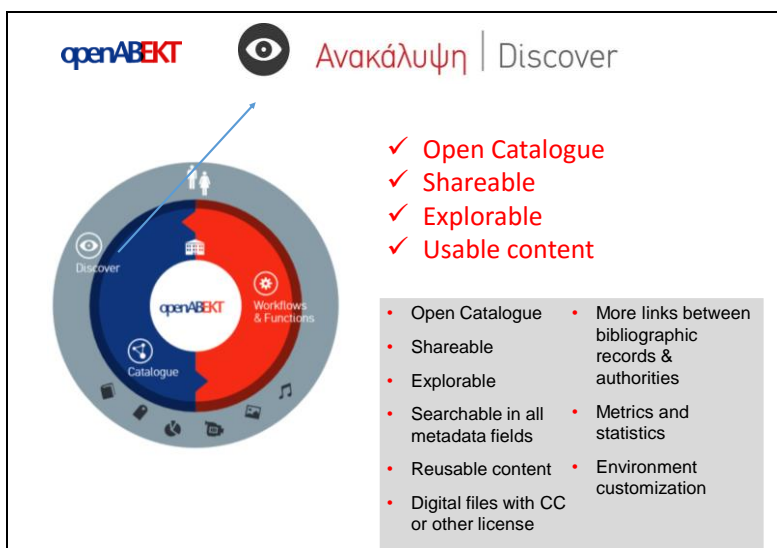 openABEKT
Ανακάλυψη | Discover
✓ Open Catalogue
✓ Shareable
✓ Explorable
✓ Usable content
Discover
openABEKT
Workflows
& Functions
Catalogue
• Open Catalogue
• Shareable
• Explorable
• Searchable in all
metadata fields
• Reusable content
• Digital files with CC
or other license
• More links between
bibliographic
records &
authorities
• Metrics and
statistics
• Environment
customization